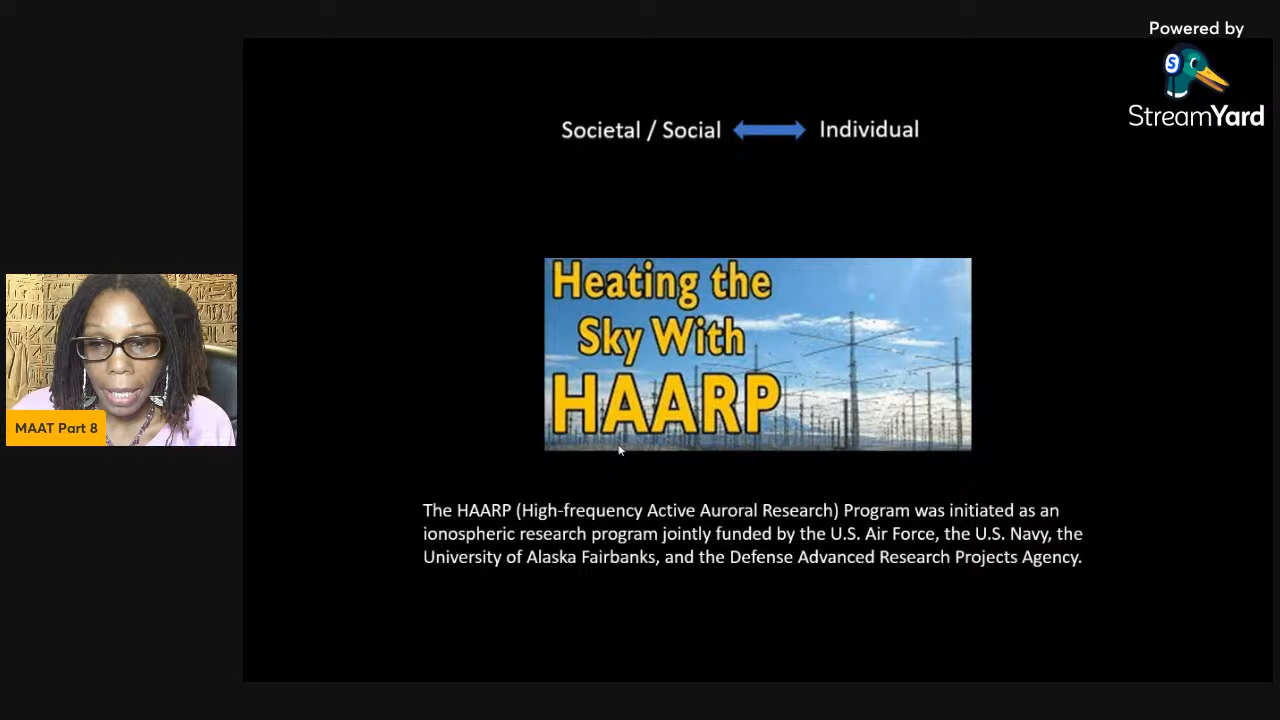 Powered by
StreamYard
Societal / Social
Individual
Heating the
Sky With
HAARP
MAAT Part 8
The HAARP (High-frequency Active Auroral Research) Program was initiated as an
ionospheric research program jointly funded by the U.S. Air Force, the U.S. Navy, the
University of Alaska Fairbanks, and the Defense Advanced Research Projects Agency.